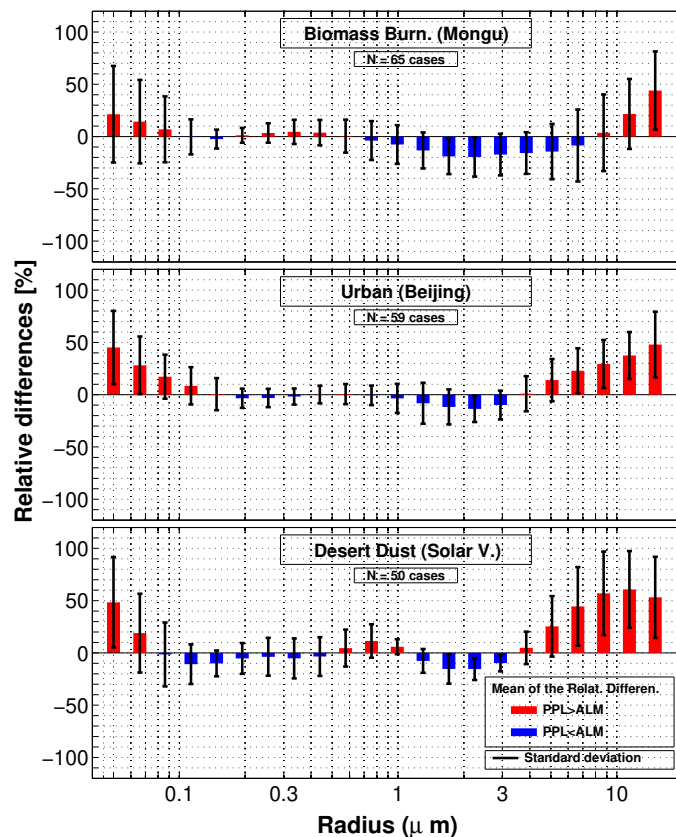 Relative differences [%]
Biomass Burn. (Mongu)
N = 65 cases
100
50
0
−50
−100
Urban (Beijing)
N = 59 cases
100
50
0
−50
−100
Desert Dust (Solar V.)
N = 50 cases
100
50
0
−50
−100
Mean of the Relat. Differen.
PPL>ALM
PPL<ALM
Standard deviation
0.1 0.3 1 3 10
Radius (μ m)